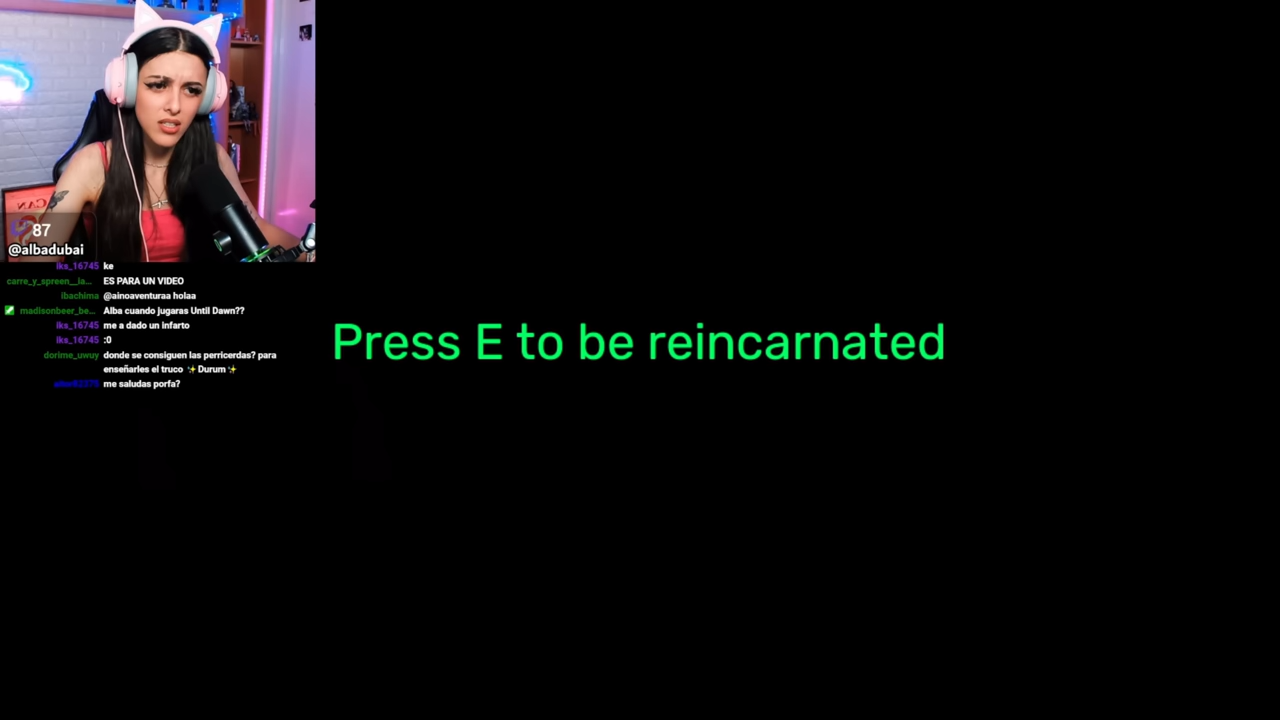 87
@albadubai
iks_16745 ke
carre_y_spreen__ia... ES PARA UN VIDEO
ibachima @ainoaventuraa holaa
madisonbeer_be... Alba cuando jugaras Until Dawn??
iks_16745 me a dado un infarto
iks_16745 :0
dorime_uwuy donde se consiguen las perricerdas? para
enseñarles el truco ✨Durum✨
me saludas porfa?
Press E to be reincarnated